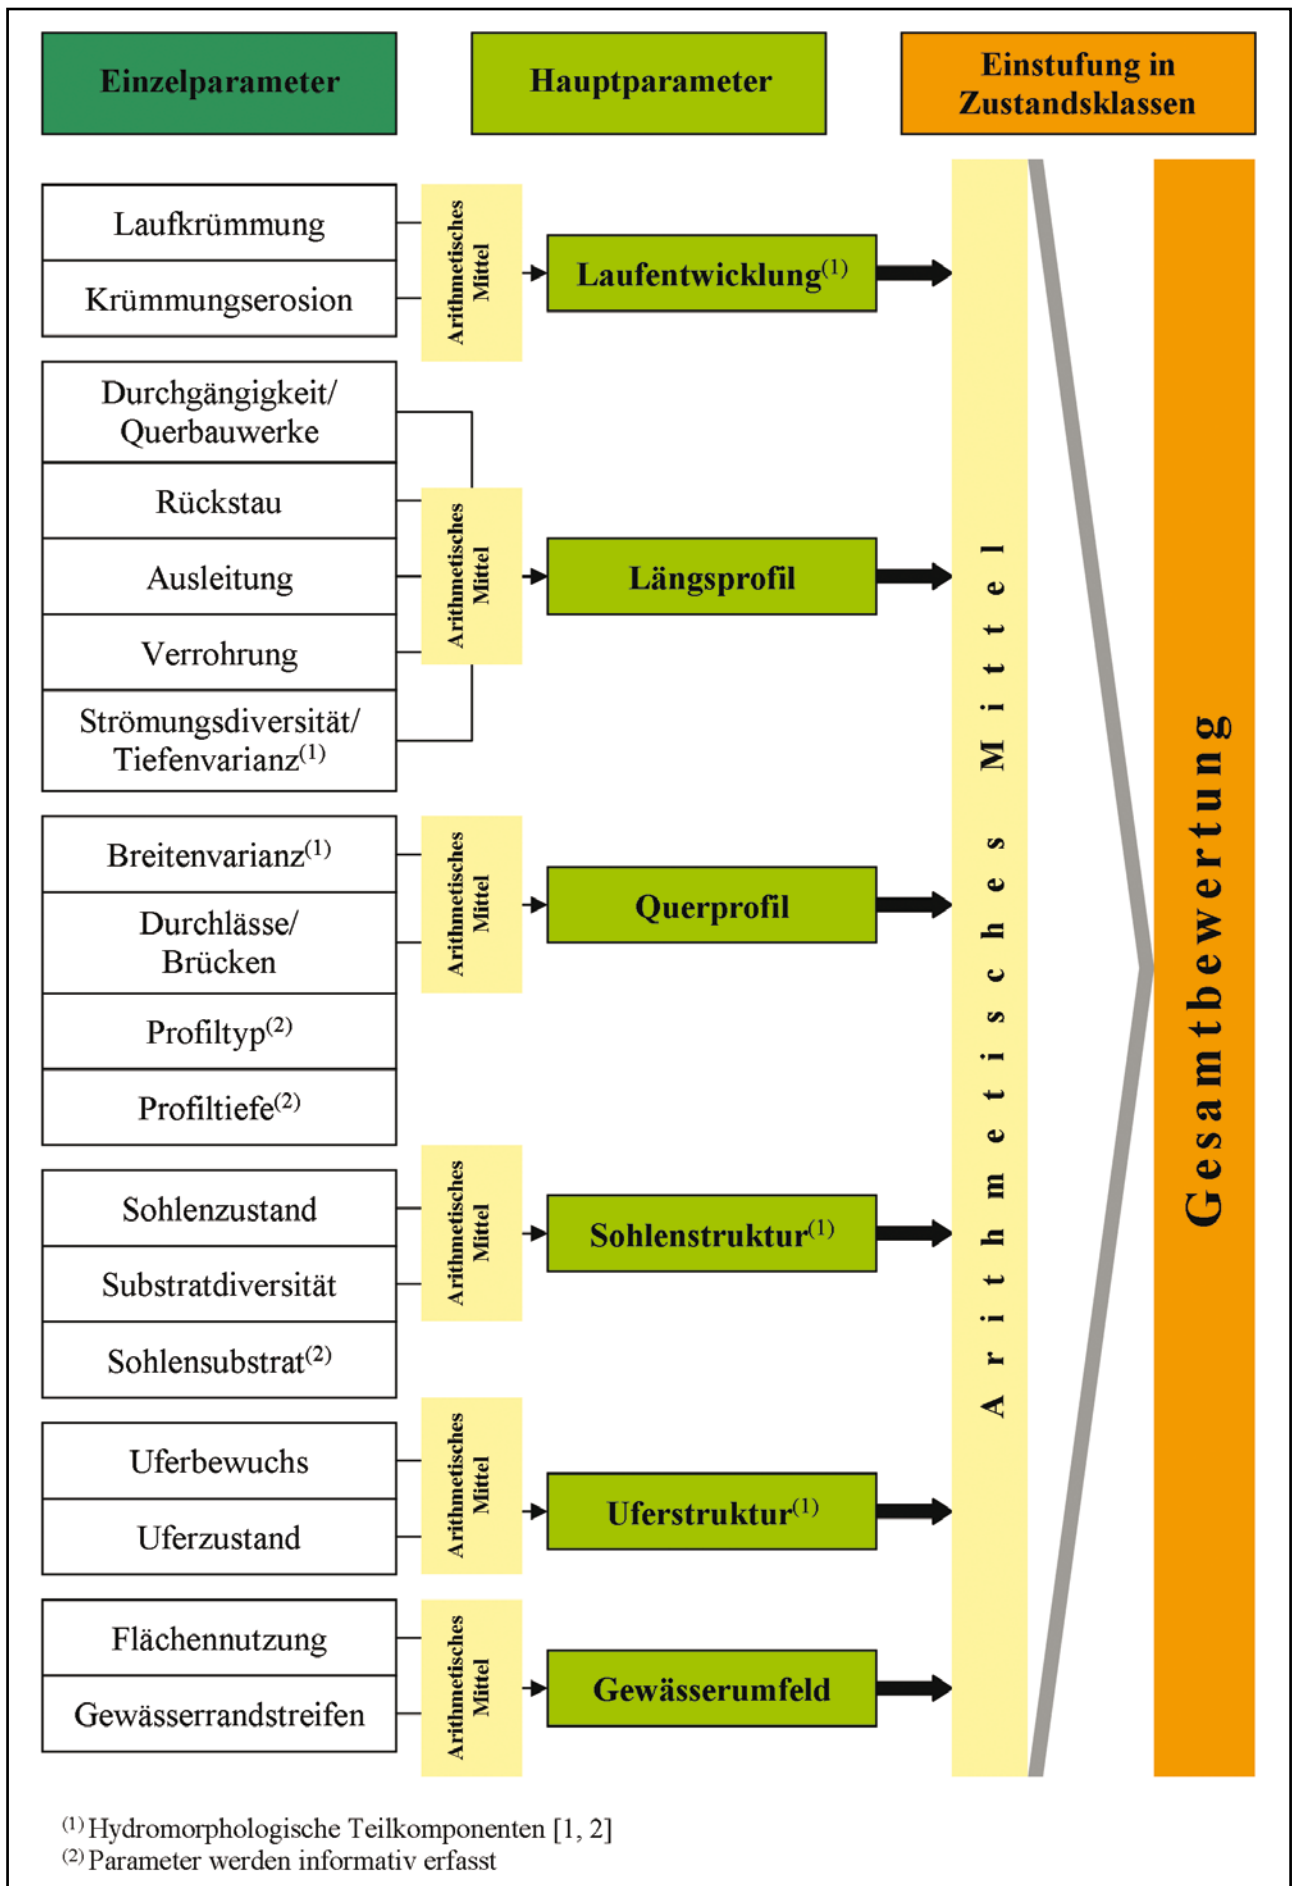 Einzelparameter
Hauptparameter
Einstufung in
Zustandsklassen
Laufkrümmung
Krümmungserosion
Arithmetisches
Mittel
Laufentwicklung(1)
Durchgängigkeit/
Querbauwerke
Rückstau
Ausleitung
Verrohrung
Strömungsdiversität/
Tiefenvarianz(1)
Arithmetisches
Mittel
Längsprofil
Breitenvarianz(1)
Durchlässe/
Brücken
Profiltyp(2)
Profiltiefe(2)
Arithmetisches
Mittel
Querprofil
Sohlenzustand
Substratdiversität
Sohlensubstrat(2)
Arithmetisches
Mittel
Sohlenstruktur(1)
Uferbewuchs
Uferzustand
Arithmetisches
Mittel
Uferstruktur(1)
Flächennutzung
Gewässerrandstreifen
Arithmetisches
Mittel
Gewässerumfeld
Arithmetisches Mittel
Gesamtbewertung
(1) Hydromorphologische Teilkomponenten [1, 2]
(2) Parameter werden informativ erfasst